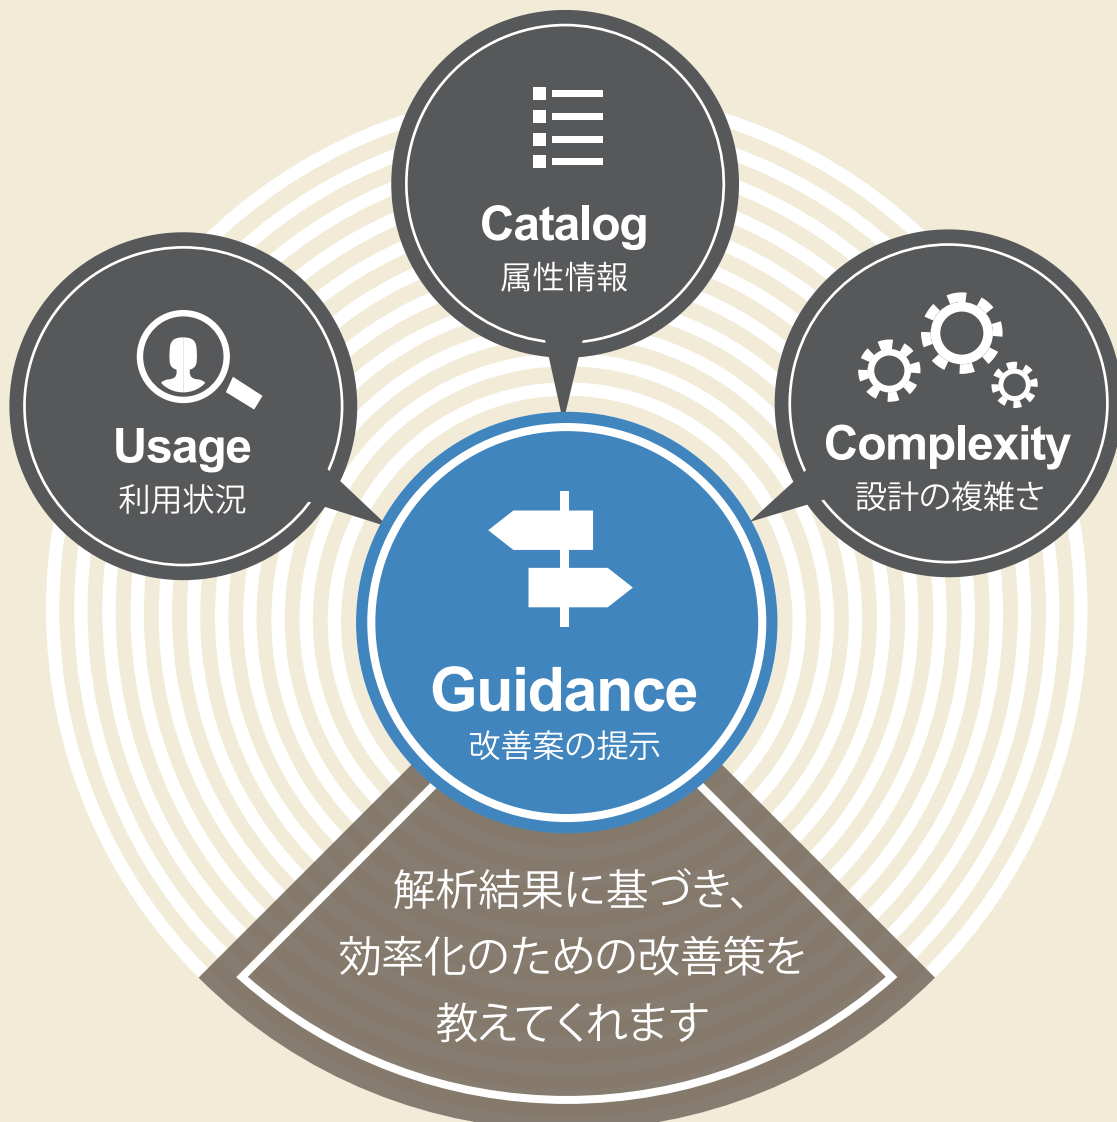 Catalog
属性情報
Usage
利用状況
Complexity
設計の複雑さ
Guidance
改善案の提示
解析結果に基づき、
効率化のための改善策を
教えてくれます